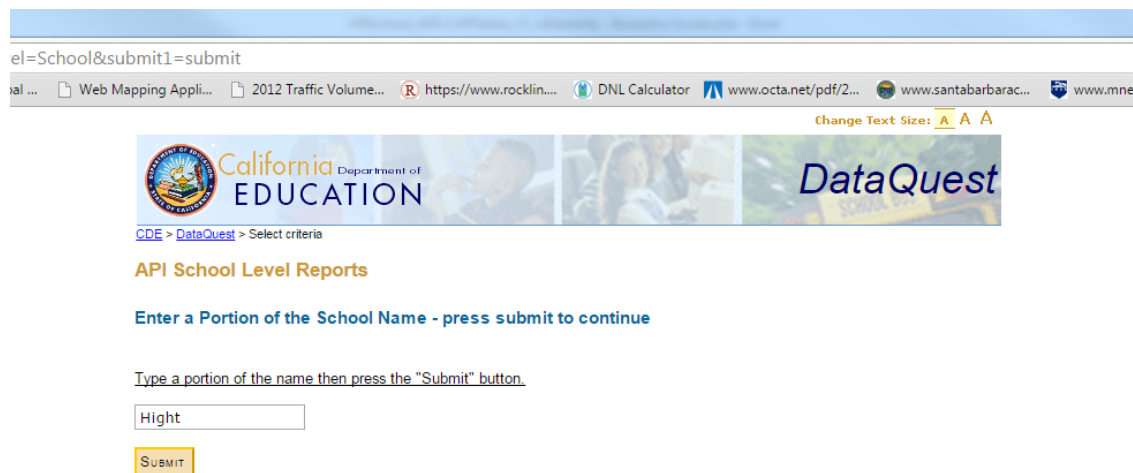 el=School&submit1=submit
al ... Web Mapping Appli... 2012 Traffic Volume... R https://www.rocklin.... DNL Calculator www.octa.net/pdf/2... www.santabarbarac... www.mne
Change Text Size: A A A
California Department of
EDUCATION
DataQuest
CDE > DataQuest > Select criteria
API School Level Reports
Enter a Portion of the School Name - press submit to continue
Type a portion of the name then press the "Submit" button.
Hight
SUBMIT